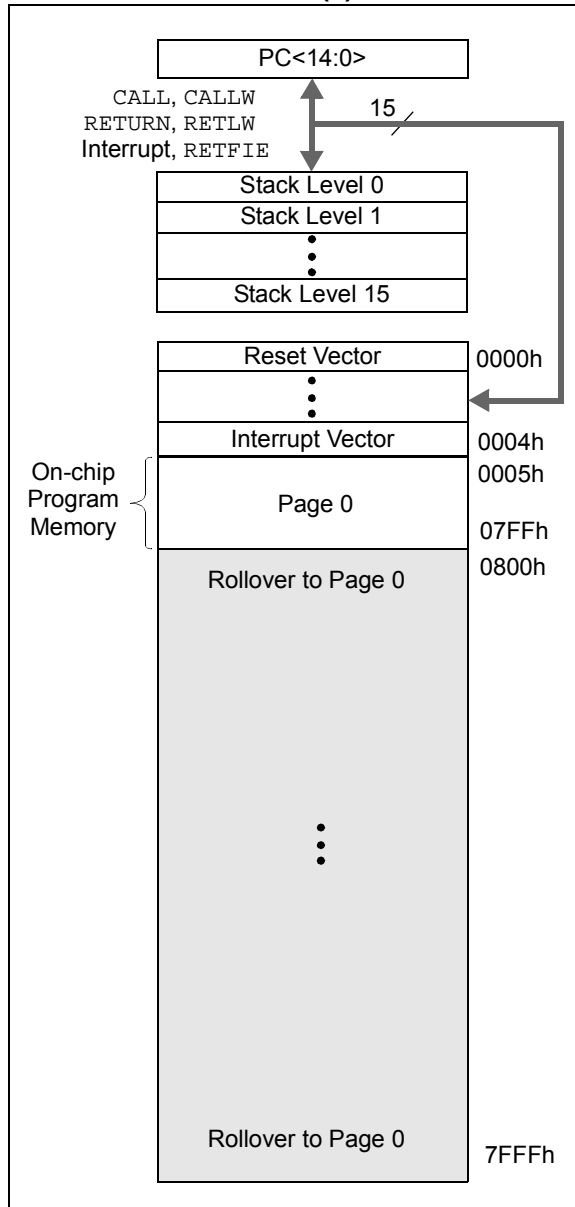 PC<14:0>
CALL, CALLW
RETURN, RETLW
Interrupt, RETFIE
15
Stack Level 0
Stack Level 1
Stack Level 15
Reset Vector
0000h
Interrupt Vector
0004h
On-chip
Program
Memory
Page 0
0005h
07FFh
Rollover to Page 0
0800h
Rollover to Page 0
7FFFh